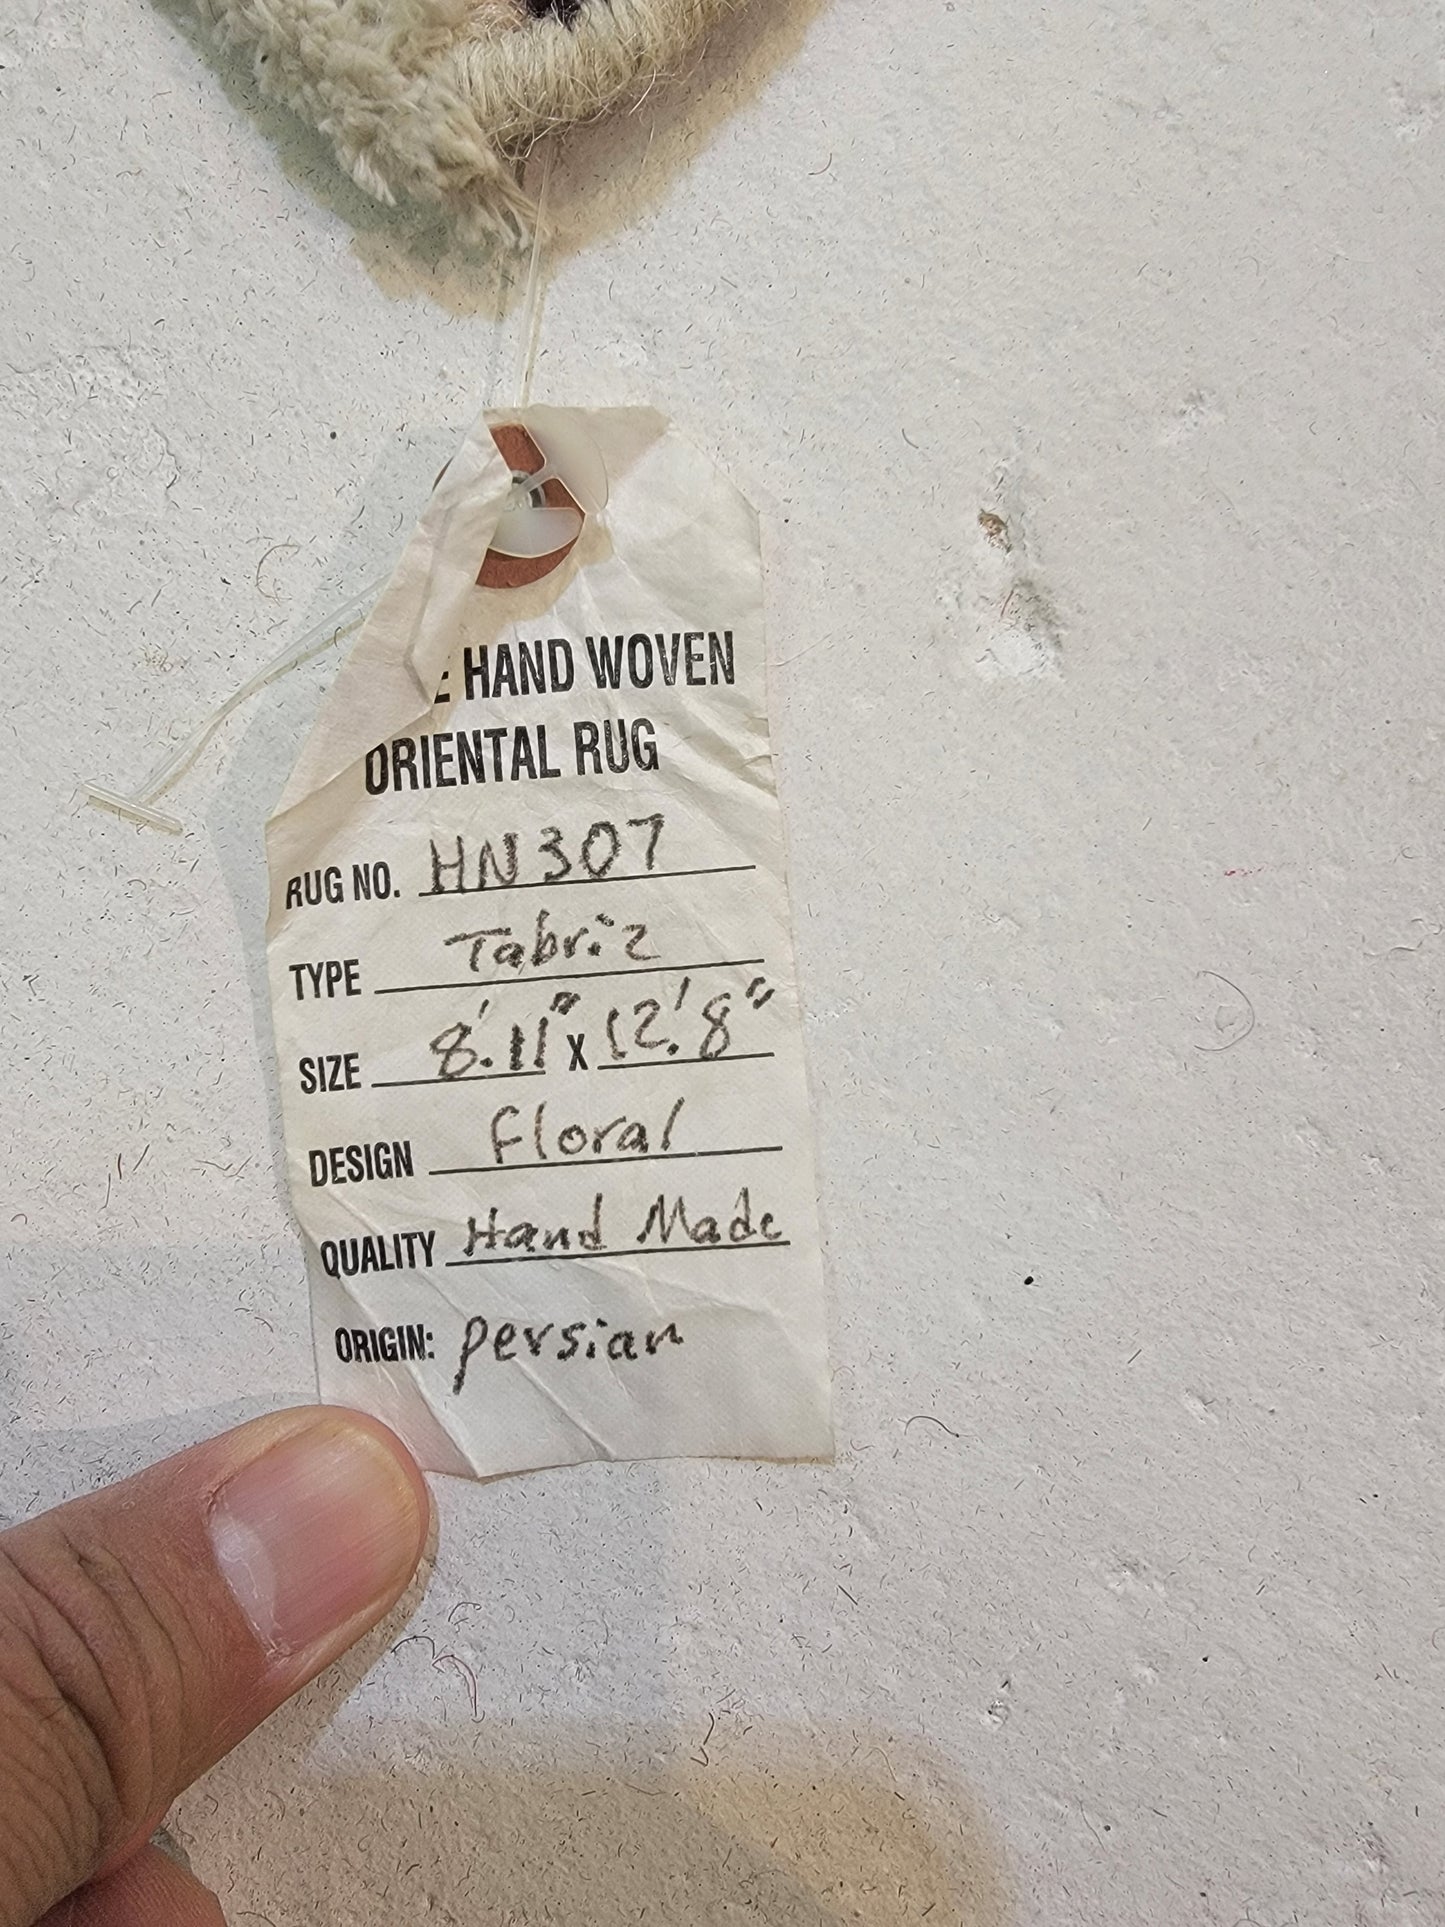 HAND WOVEN
ORIENTAL RUG
RUG NO. HN307
TYPE Tabriz
SIZE 8'.11" X 12.'8"
DESIGN floral
QUALITY Hand Made
ORIGIN: persian